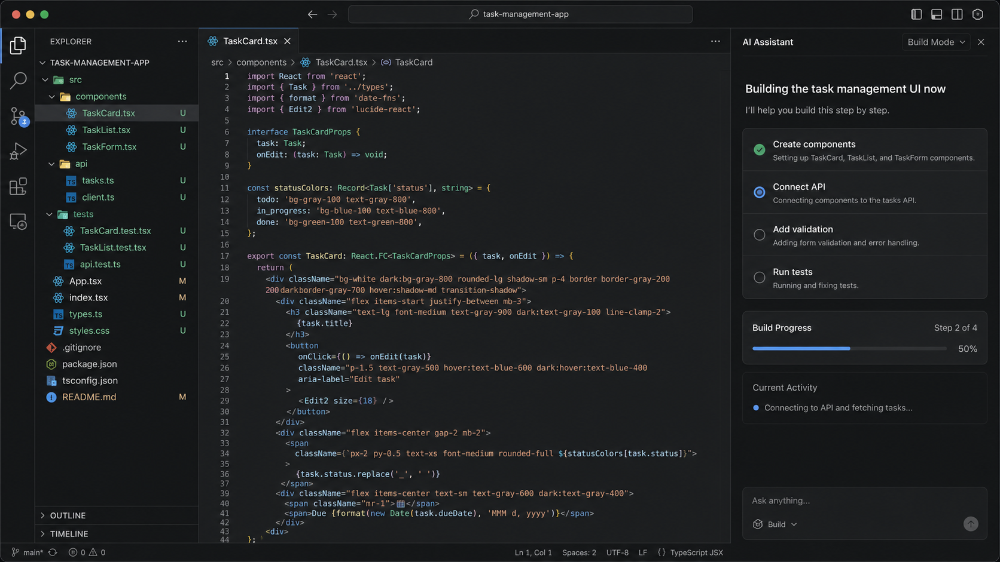 task-management-app
EXPLORER
TASK-MANAGEMENT-APP
src
components
TaskCard.tsx U
TaskList.tsx U
TaskForm.tsx U
api
tasks.ts U
client.ts U
tests
TaskCard.test.tsx U
TaskList.test.tsx U
api.test.ts U
App.tsx M
index.tsx M
types.ts U
styles.css U
.gitignore
package.json
tsconfig.json
README.md M
OUTLINE
TIMELINE
TaskCard.tsx
src > components > TaskCard.tsx > TaskCard
1 import React from 'react';
2 import { Task } from '../types';
3 import { format } from 'date-fns';
4 import { Edit2 } from 'lucide-react';
5
6 interface TaskCardProps {
7 task: Task;
8 onEdit: (task: Task) => void;
9 }
10
11 const statusColors: Record<Task['status'], string> = {
12 todo: 'bg-gray-100 text-gray-800',
13 in_progress: 'bg-blue-100 text-blue-800',
14 done: 'bg-green-100 text-green-800',
15 };
16
17 export const TaskCard: React.FC<TaskCardProps> = ({ task, onEdit }) => {
18 return (
19 <div className="bg-white dark:bg-gray-800 rounded-lg shadow-sm p-4 border border-gray-200
200 darkborder-gray-700 hover:shadow-md transition-shadow">
20 <div className="flex items-start justify-between mb-3">
21 <h3 className="text-lg font-medium text-gray-900 dark:text-gray-100 line-clamp-2">
22 {task.title}
23 </h3>
24 <button
25 onClick={() => onEdit(task)}
26 className="p-1.5 text-gray-500 hover:text-blue-600 dark:hover:text-blue-400
27 aria-label="Edit task"
28 >
29 <Edit2 size={18} />
30 </button>
31 </div>
32 <div className="flex items-center gap-2 mb-2">
33 <span
34 className={`px-2 py-0.5 text-xs font-medium rounded-full ${statusColors[task.status]}">
35 >
36 {task.status.replace('_', ' ')}
37 </span>
39 <div className="flex items-center text-sm text-gray-600 dark:text-gray-400">
40 <span className="mr-1"></span>
41 <span>Due {format(new Date(task.dueDate), 'MMM d, yyyy')}</span>
42 </div>
43 <div>
44 };
AI Assistant
Build Mode
Building the task management UI now
I'll help you build this step by step.
Create components
Setting up TaskCard, TaskList, and TaskForm components.
Connect API
Connecting components to the tasks API.
Add validation
Adding form validation and error handling.
Run tests
Running and fixing tests.
Build Progress Step 2 of 4
50%
Current Activity
Connecting to API and fetching tasks...
Ask anything...
Build
main* 0 0
Ln 1, Col 1 Spaces: 2 UTF-8 LF {} TypeScript JSX